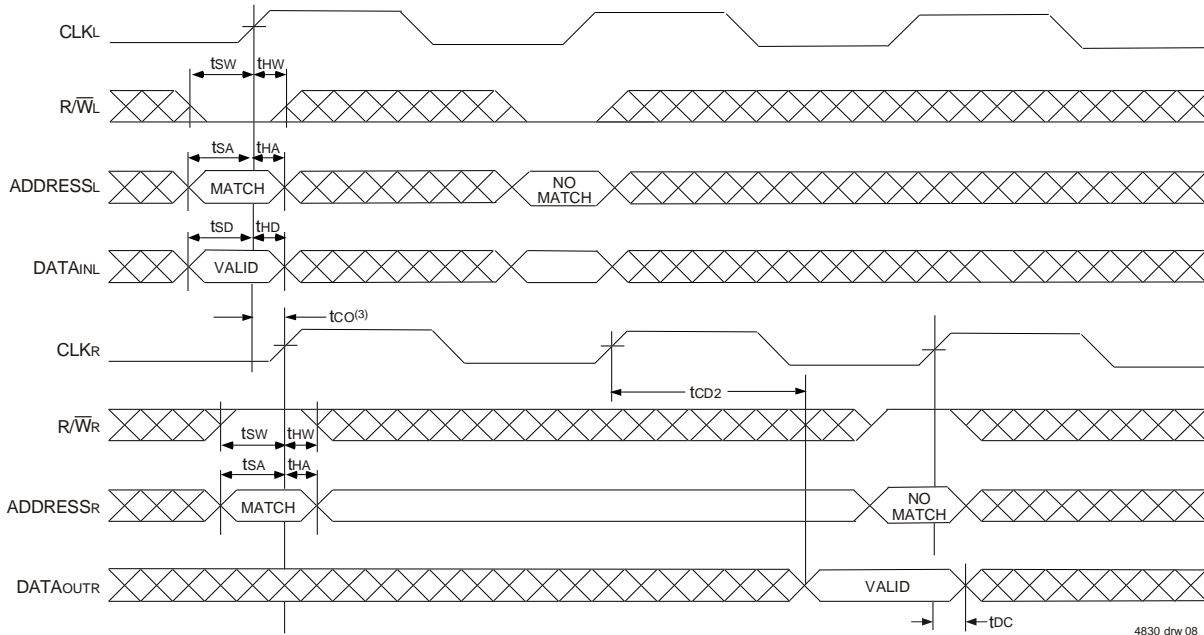 CLKL
tSW tHW
R/W̅L
tSA tHA
ADDRESSL MATCH NO MATCH
tSD tHD
DATAINL VALID
tCO(3)
CLKR
tCD2
R/W̅R
tSW tHW
tSA tHA
ADDRESSR MATCH NO MATCH
DATAOUTR VALID
tDC
4830 drw 08